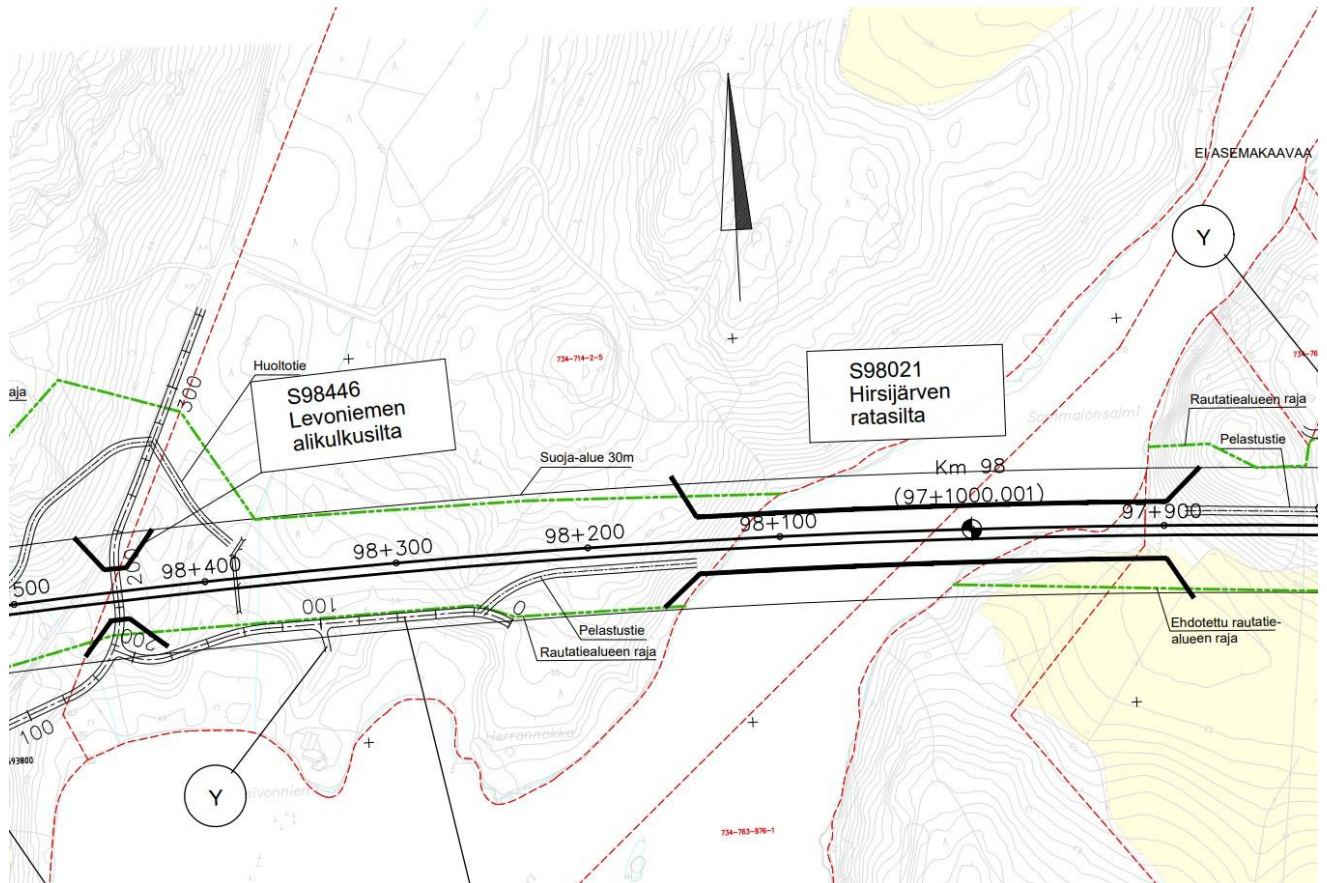 EI ASEMAKAAVAA
Y
734-714-2-5
Huoltotie
aja
300
S98446
Levoniemen
alikulkusilta
S98021
Hirsijärven
ratasilta
Rautatiealueen raja
Pelastustie
Suoja-alue 30m
Km 98
(97+1000.001)
97+900
98+100
98+200
98+300
98+400
500
200
100
0
200
Pelastustie
Rautatiealueen raja
Ehdotettu rautatie-
alueen raja
100
Herrannokka
Y
734-763-876-1